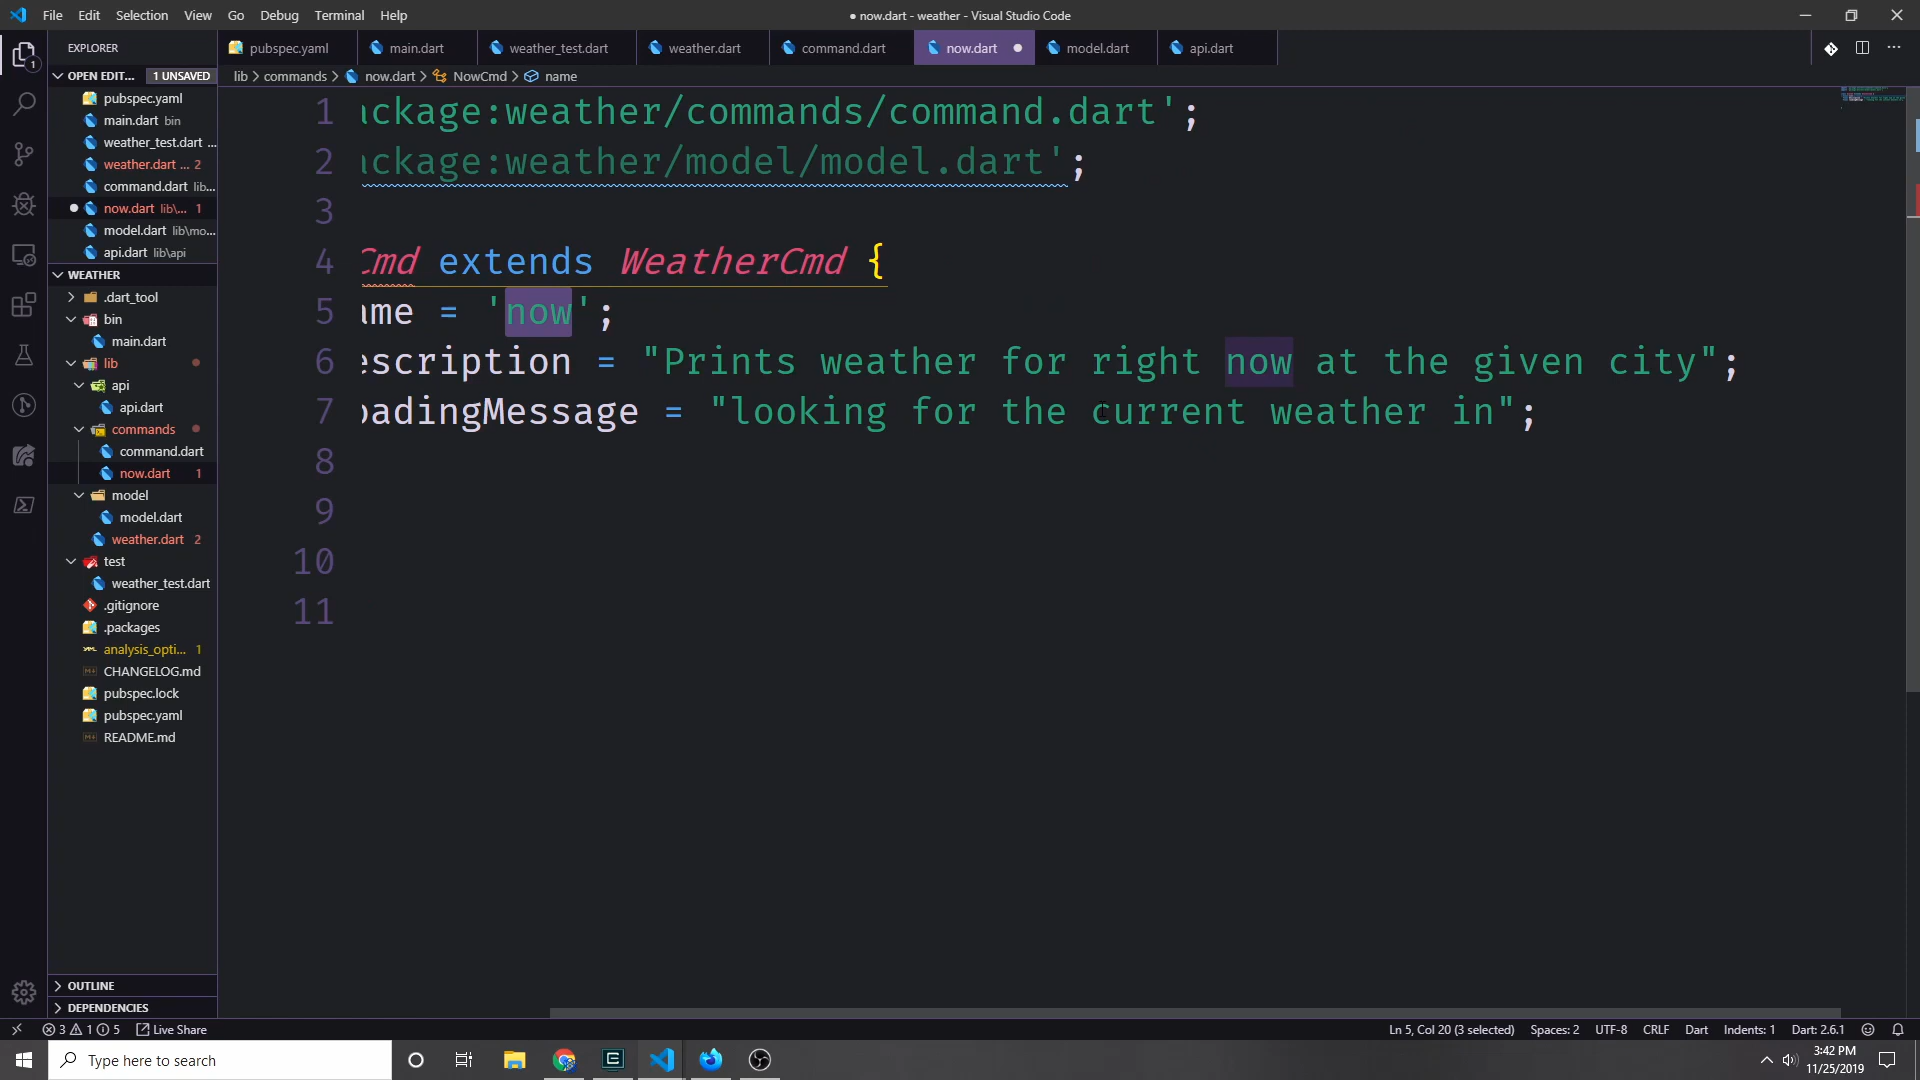 File Edit Selection View Go Debug Terminal Help
● now.dart - weather - Visual Studio Code
EXPLORER
pubspec.yaml main.dart weather_test.dart weather.dart command.dart now.dart model.dart api.dart
lib > commands > now.dart > NowCmd > name
OPEN EDIT... 1 UNSAVED
pubspec.yaml
main.dart bin
weather_test.dart ...
weather.dart ... 2
command.dart lib...
now.dart lib\... 1
model.dart lib\mo...
api.dart lib\api
WEATHER
.dart_tool
bin
main.dart
lib
api
api.dart
commands
command.dart
now.dart 1
model
model.dart
weather.dart 2
test
weather_test.dart
.gitignore
.packages
analysis_opti... 1
CHANGELOG.md
pubspec.lock
pubspec.yaml
README.md
OUTLINE
DEPENDENCIES
1 ackage:weather/commands/command.dart';
2 ackage:weather/model/model.dart';
3
4 Cmd extends WeatherCmd {
5 ame = 'now';
6 escription = "Prints weather for right now at the given city";
7 oadingMessage = "looking for the current weather in";
8
9
10
11
3 1 5 Live Share
Ln 5, Col 20 (3 selected) Spaces: 2 UTF-8 CRLF Dart Indents: 1 Dart: 2.6.1
Type here to search
3:42 PM
11/25/2019